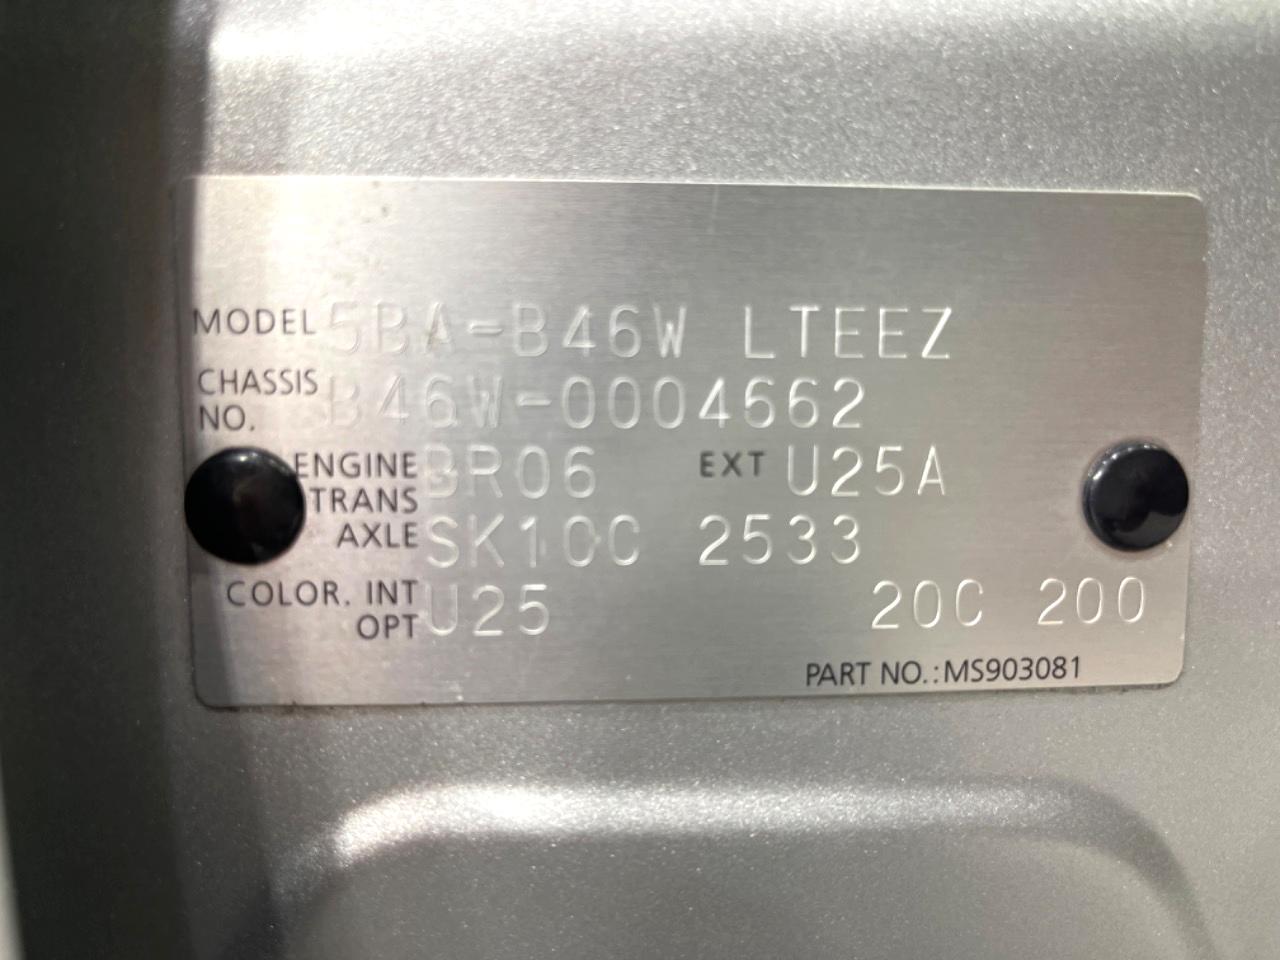 MODEL 5BA-B46W LTEEZ
CHASSIS NO. B46W-0004662
ENGINE BR06 EXT U25A
TRANS AXLE SK10C 2533
COLOR. INT OPT U25 20C 200
PART NO.:MS903081